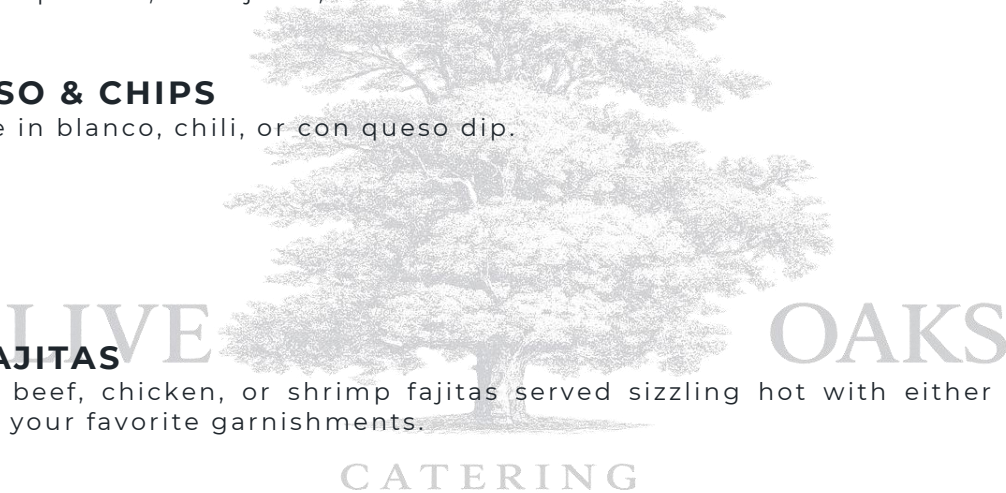 SO & CHIPS
e in blanco, chili, or con queso dip.
LIVE OAKS
AJITAS
beef, chicken, or shrimp fajitas served sizzling hot with either
your favorite garnishments.
CATERING